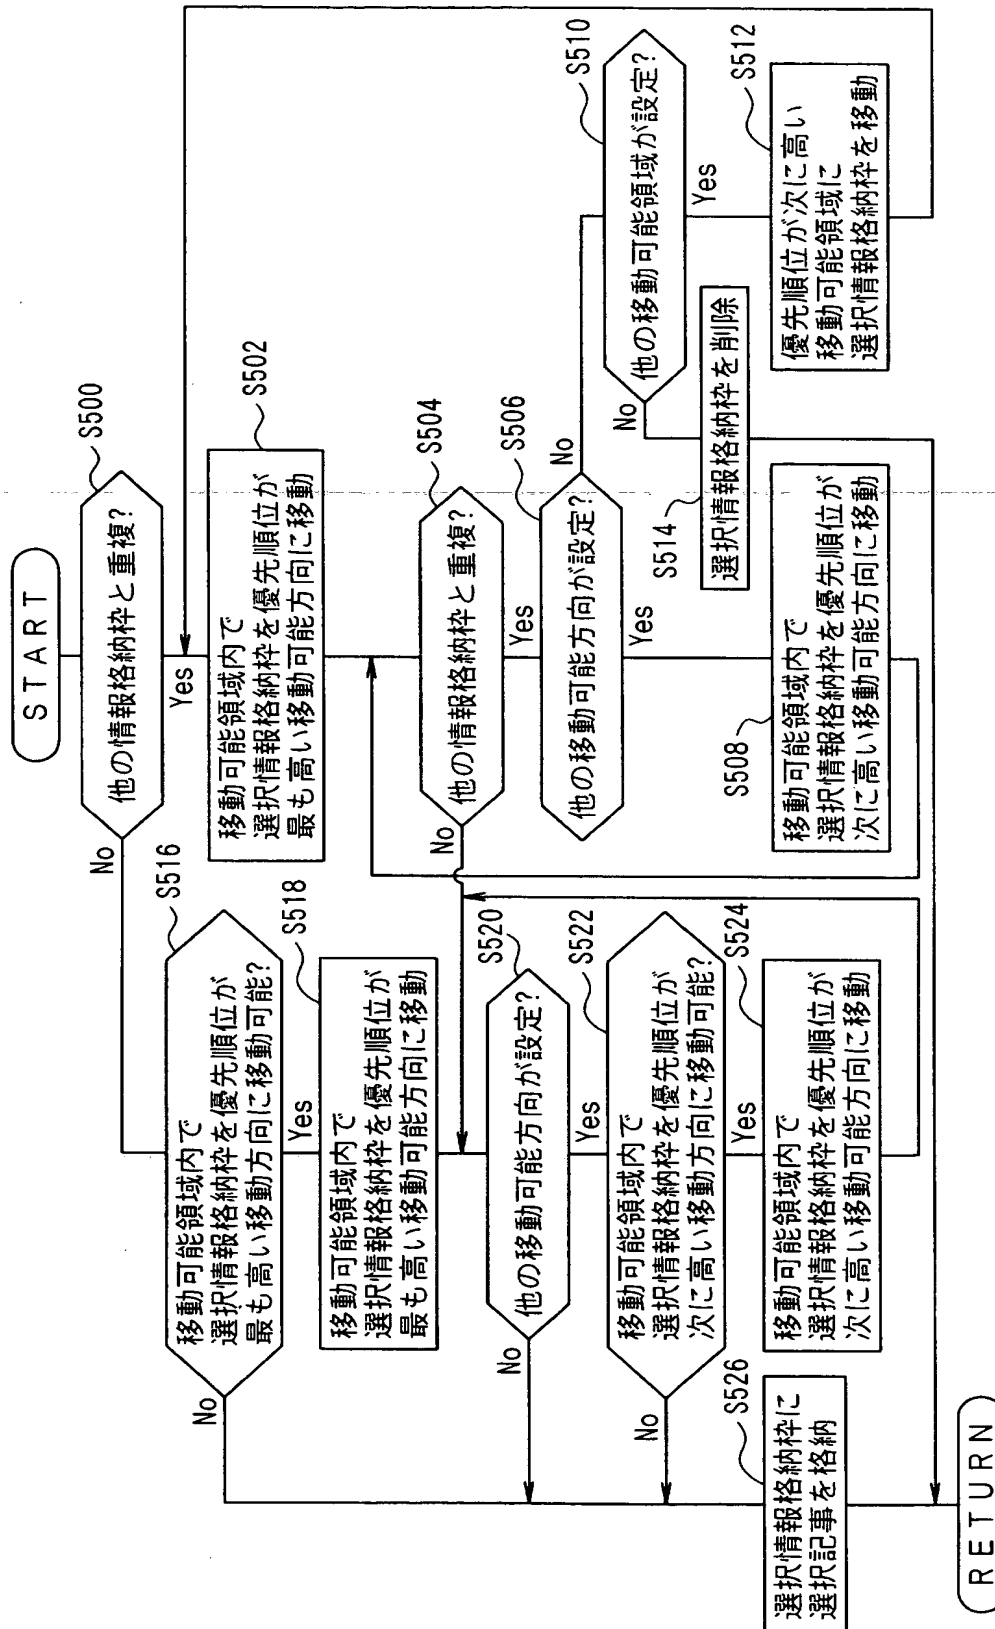 START
S500
他の情報格納枠と重複?
Yes
No
S502
移動可能領域内で
選択情報格納枠を優先順位が
最も高い移動可能方向に移動
S504
他の情報格納枠と重複?
Yes
No
S506
他の移動可能方向が設定?
Yes
No
S508
移動可能領域内で
選択情報格納枠を優先順位が
次に高い移動可能方向に移動
S510
他の移動可能領域が設定?
Yes
No
S512
優先順位が次に高い
移動可能領域に
選択情報格納枠を移動
S514
選択情報格納枠を削除
S516
移動可能領域内で
選択情報格納枠を優先順位が
最も高い移動方向に移動可能?
Yes
No
S518
移動可能領域内で
選択情報格納枠を優先順位が
最も高い移動可能方向に移動
S520
他の移動可能方向が設定?
Yes
No
S522
移動可能領域内で
選択情報格納枠を優先順位が
次に高い移動方向に移動可能?
Yes
No
S524
移動可能領域内で
選択情報格納枠を優先順位が
次に高い移動可能方向に移動
S526
選択情報格納枠に
選択記事を格納
RETURN